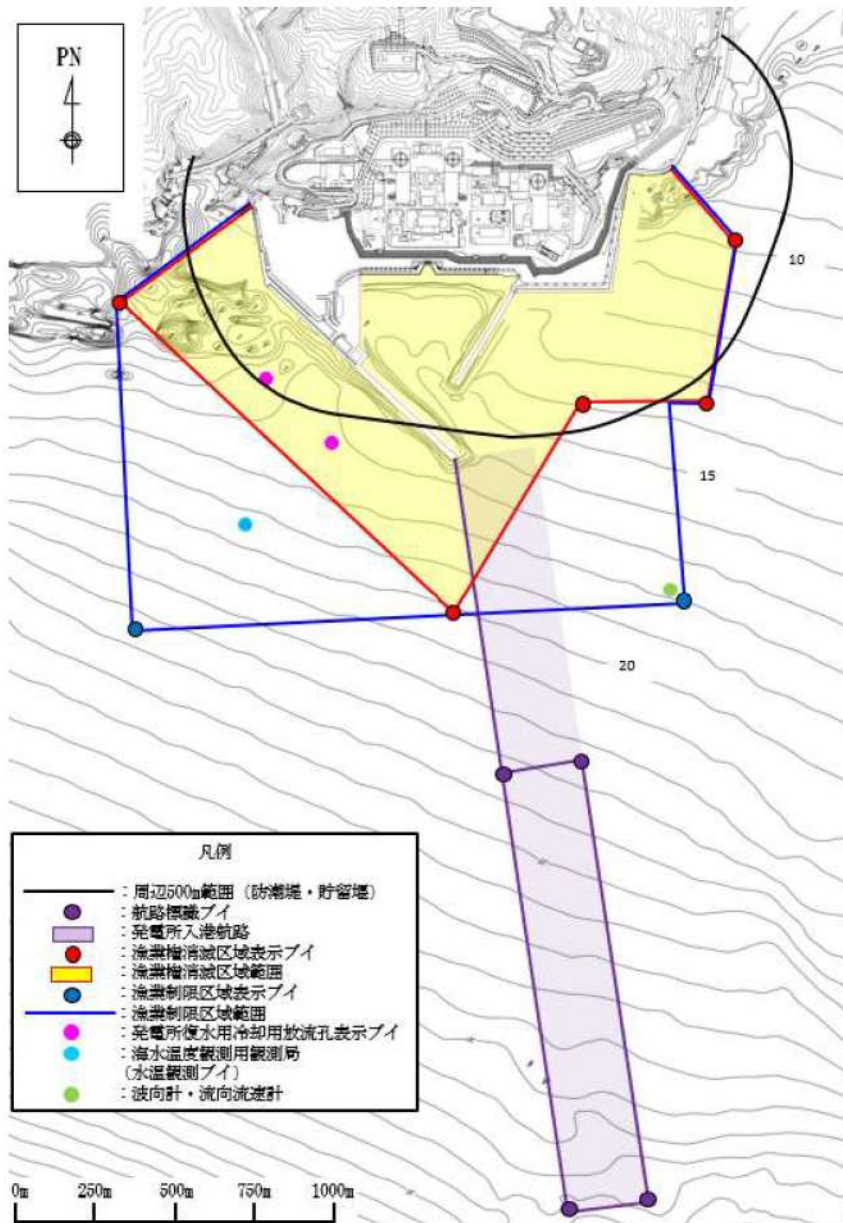 PN
10
15
20
凡例
：周辺500m範囲（防潮堤・貯留堰）
：航路標識ブイ
：発電所入港航路
：漁業権消滅区域表示ブイ
：漁業権消滅区域範囲
：漁業制限区域表示ブイ
：漁業制限区域範囲
：発電所復水用冷却用放流孔表示ブイ
：海水温度観測用観測局
（水温観測ブイ）
：波向計・流向流速計
0m 250m 500m 750m 1000m